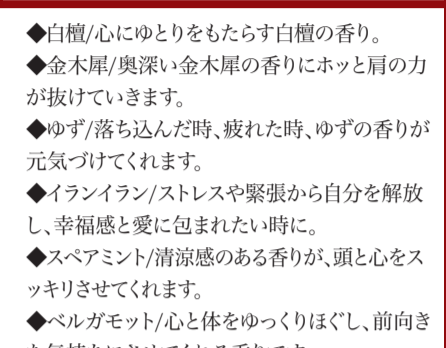 ◆白檀/心にゆとりをもたらす白檀の香り。
◆金木犀/奥深い金木犀の香りにホッと肩の力
が抜けていきます。
◆ゆず/落ち込んだ時、疲れた時、ゆずの香りが
元気づけてくれます。
◆イランイラン/ストレスや緊張から自分を解放
し、幸福感と愛に包まれたい時に。
◆スペアミント/清涼感のある香りが、頭と心をス
ッキリさせてくれます。
◆ベルガモット/心と体をゆっくりほぐし、前向き